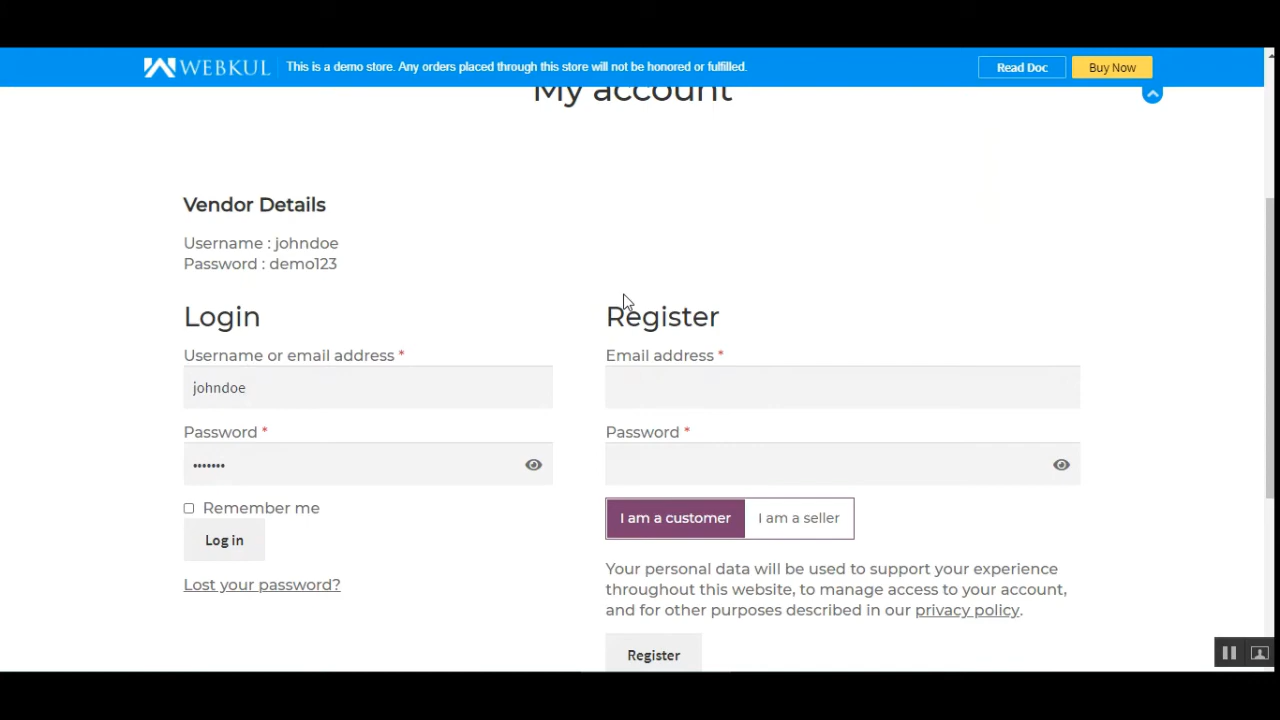 WEBKUL
This is a demo store. Any orders placed through this store will not be honored or fulfilled.
Read Doc
Buy Now
My account
Vendor Details
Username : johndoe
Password : demo123
Login
Username or email address *
johndoe
Password *
•••••••
Remember me
Log in
Lost your password?
Register
Email address *
Password *
I am a customer
I am a seller
Your personal data will be used to support your experience
throughout this website, to manage access to your account,
and for other purposes described in our privacy policy.
Register